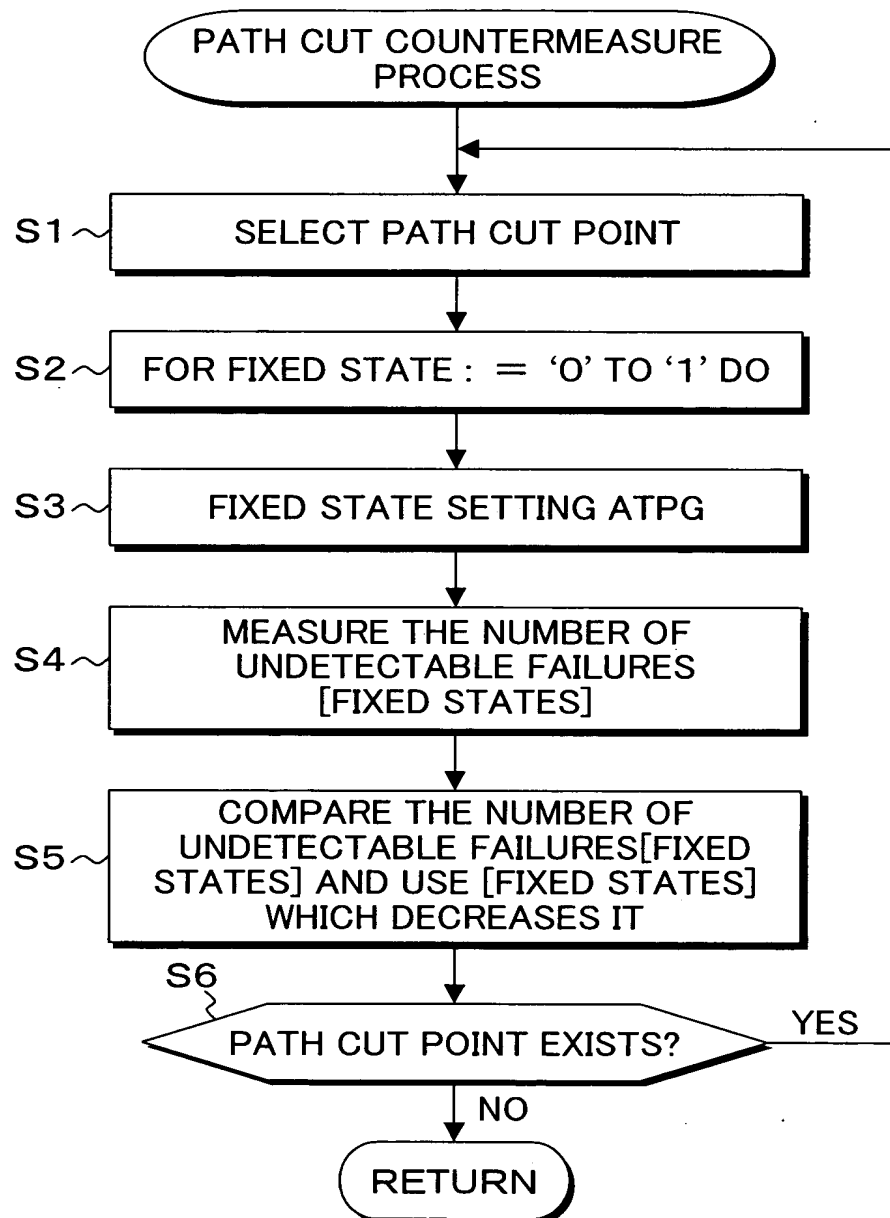 PATH CUT COUNTERMEASURE
PROCESS
S1
SELECT PATH CUT POINT
S2
FOR FIXED STATE : = ‘0’ TO ‘1’ DO
S3
FIXED STATE SETTING ATPG
S4
MEASURE THE NUMBER OF
UNDETECTABLE FAILURES
[FIXED STATES]
S5
COMPARE THE NUMBER OF
UNDETECTABLE FAILURES[FIXED
STATES] AND USE [FIXED STATES]
WHICH DECREASES IT
S6
PATH CUT POINT EXISTS?
YES
NO
RETURN